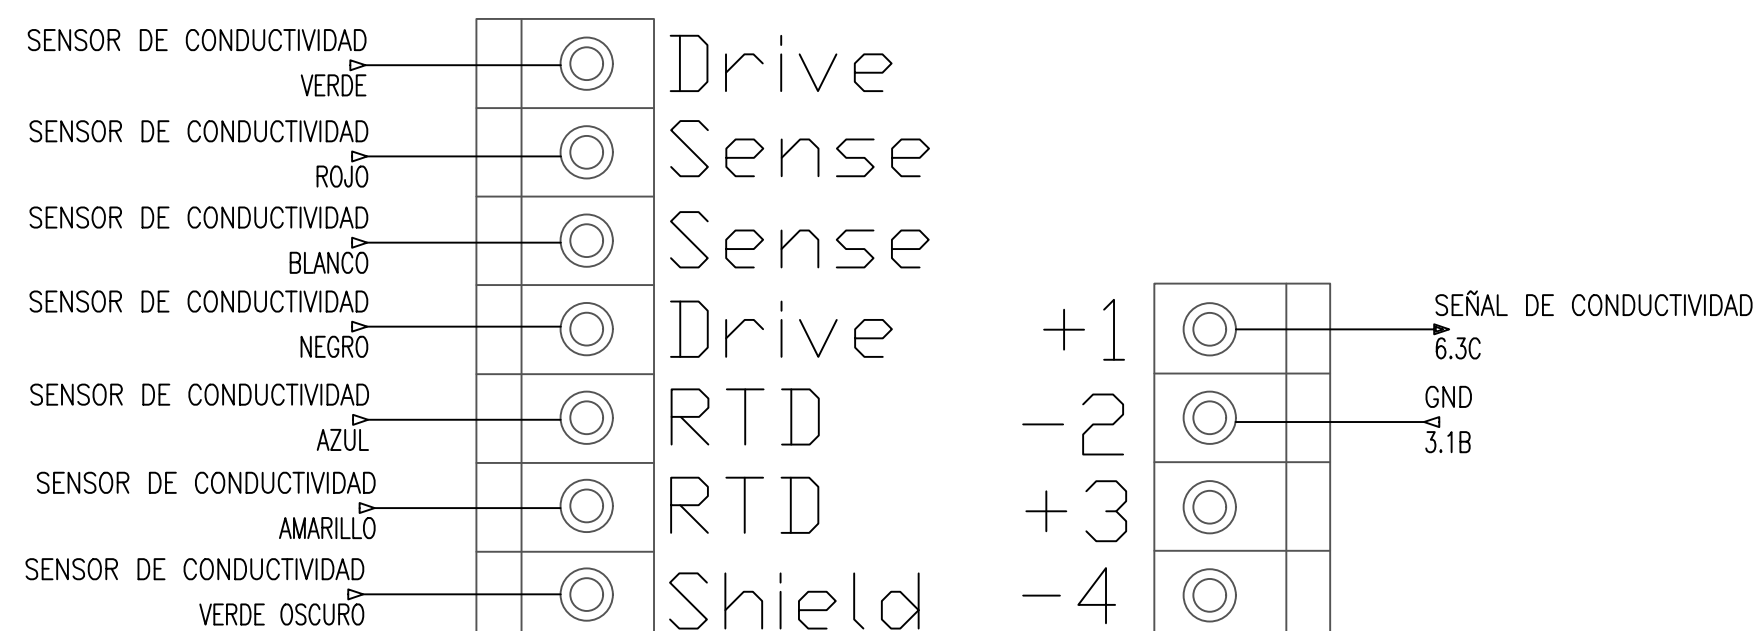 SENSOR DE CONDUCTIVIDAD
VERDE
Drive
SENSOR DE CONDUCTIVIDAD
ROJO
Sense
SENSOR DE CONDUCTIVIDAD
BLANCO
Sense
SENSOR DE CONDUCTIVIDAD
NEGRO
Drive
SENSOR DE CONDUCTIVIDAD
AZUL
RTD
SENSOR DE CONDUCTIVIDAD
AMARILLO
RTD
SENSOR DE CONDUCTIVIDAD
VERDE OSCURO
Shield
+1
SEÑAL DE CONDUCTIVIDAD
6.3C
-2
GND
3.1B
+3
-4